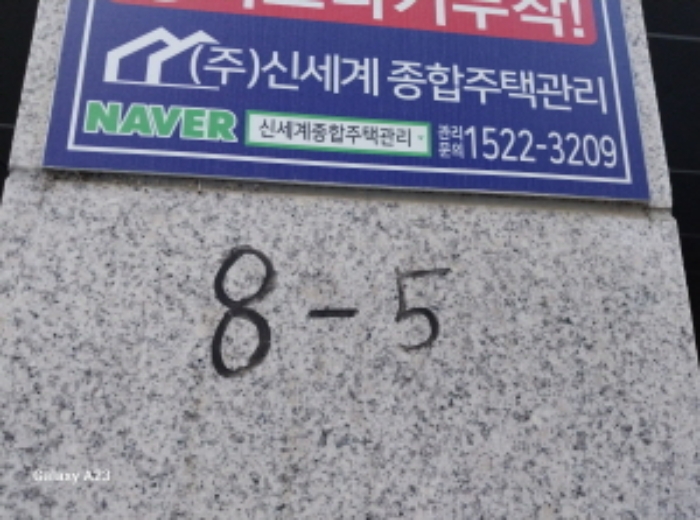 (주)신세계 종합주택관리
NAVER 신세계종합주택관리 관리문의 1522-3209
8-5
Galaxy A23